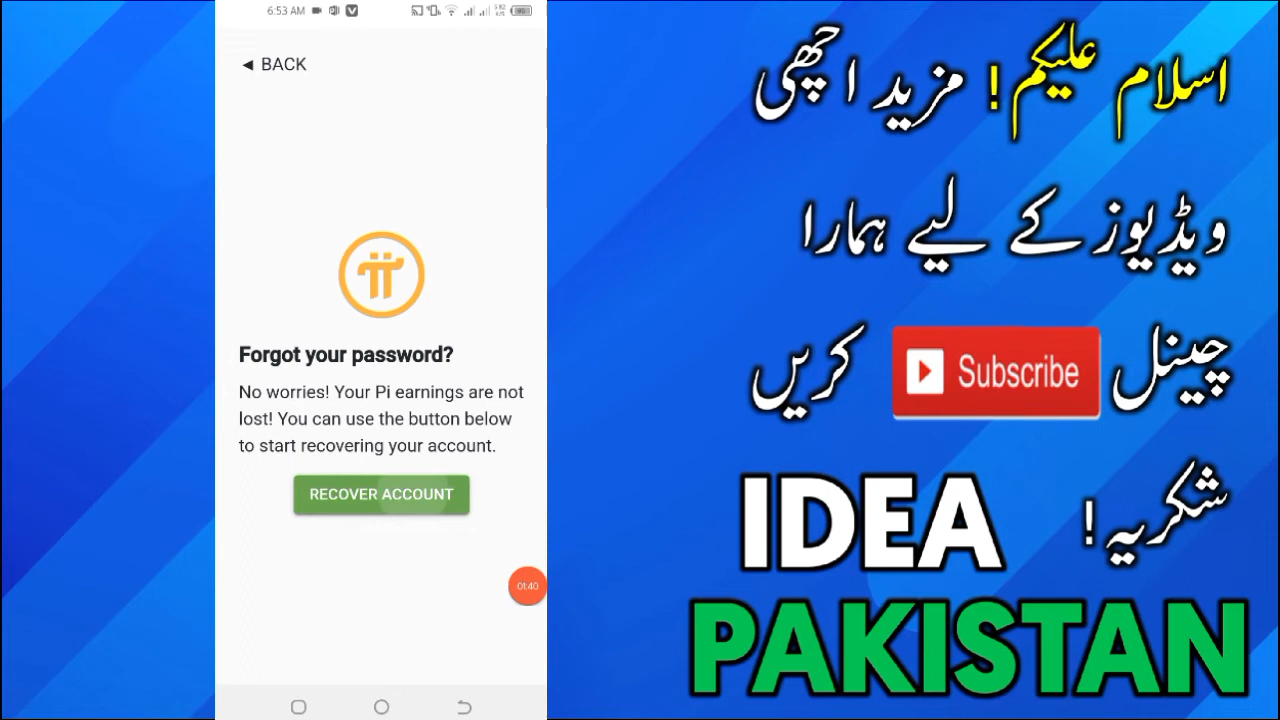 6:53 AM
◄ BACK
Forgot your password?
No worries! Your Pi earnings are not
lost! You can use the button below
to start recovering your account.
RECOVER ACCOUNT
01:40
اسلام علیکم! مزید اچھی
ویڈیوز کے لیے ہمارا
چینل Subscribe کریں
شکریہ!
IDEA
PAKISTAN